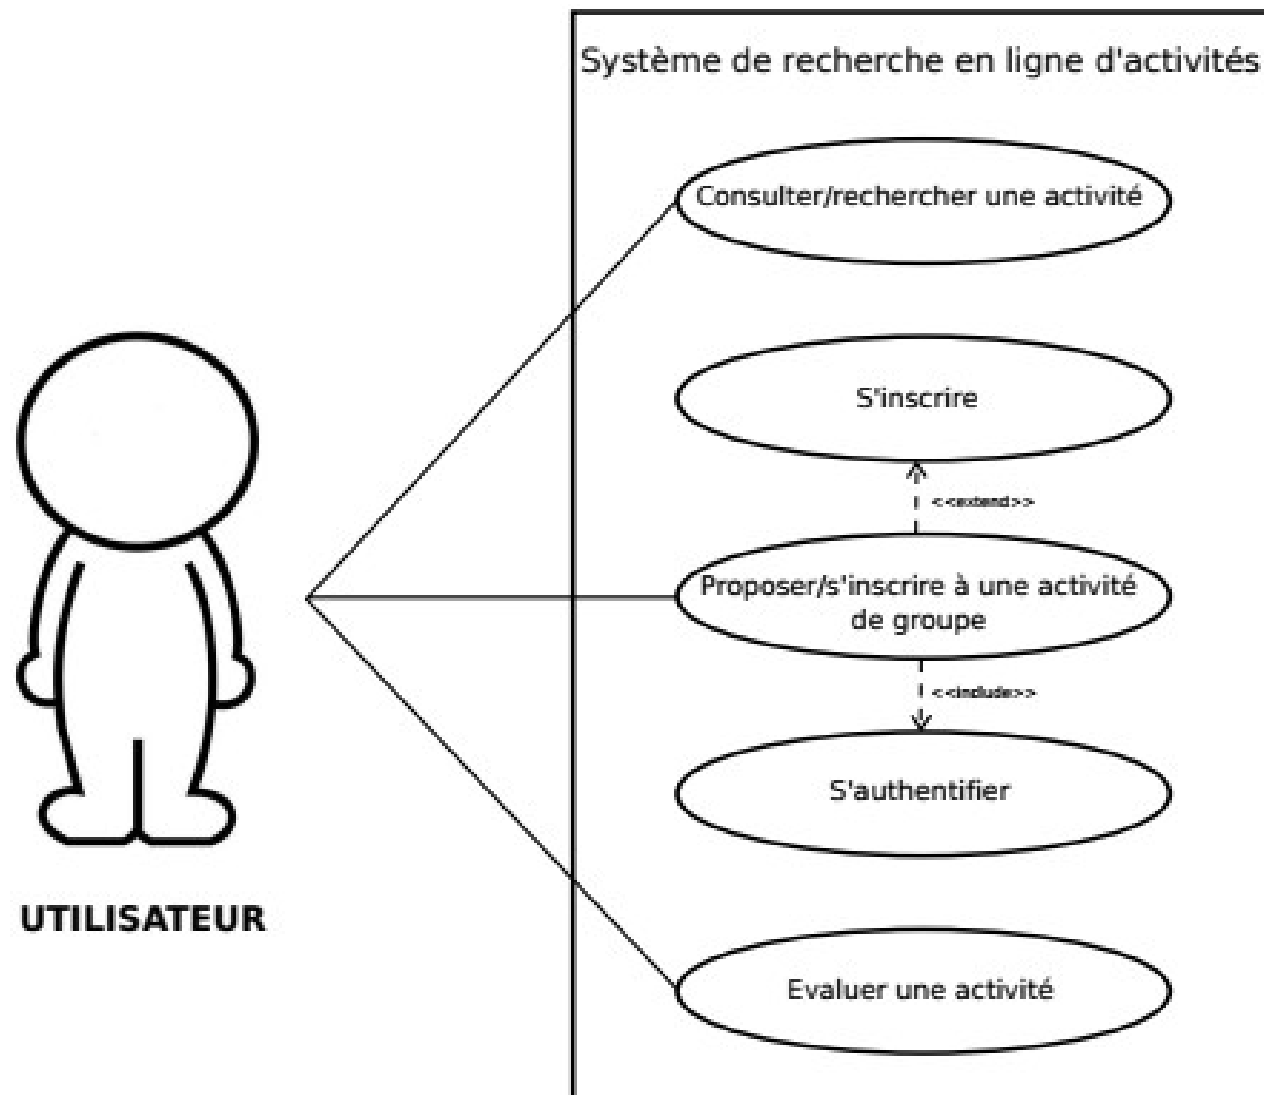 Système de recherche en ligne d'activités
Consulter/rechercher une activité
S'inscrire
<<extend>>
Proposer/s'inscrire à une activité
de groupe
<<include>>
S'authentifier
UTILISATEUR
Evaluer une activité